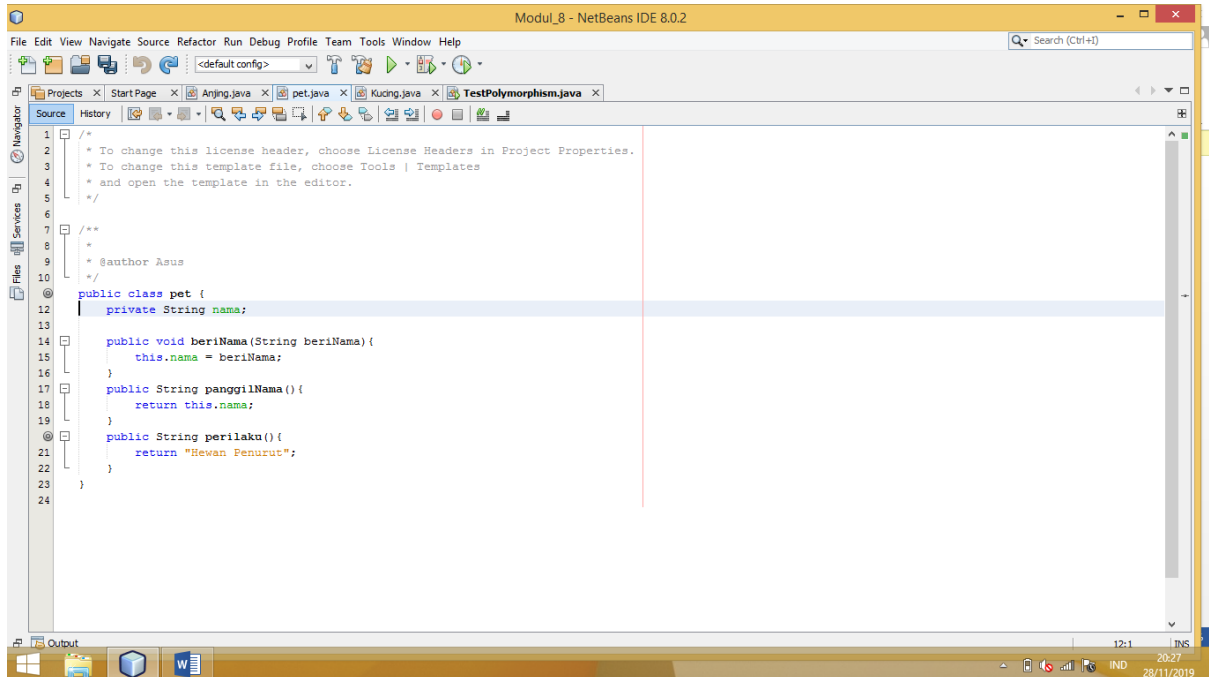 Modul_8 - NetBeans IDE 8.0.2
File Edit View Navigate Source Refactor Run Debug Profile Team Tools Window Help
Search (Ctrl+I)
<default config>
Projects Start Page Anjing.java pet.java Kucing.java TestPolymorphism.java
Source History
Navigator
Services
Files
1 /*
2 * To change this license header, choose License Headers in Project Properties.
3 * To change this template file, choose Tools | Templates
4 * and open the template in the editor.
5 */
6
7 /**
8 *
9 * @author Asus
10 */
public class pet {
12 private String nama;
13
14 public void beriNama(String beriNama){
15 this.nama = beriNama;
16 }
17 public String panggilNama(){
18 return this.nama;
19 }
public String perilaku(){
21 return "Hewan Penurut";
22 }
23 }
24
Output
12:1 INS
W
IND
20:27
28/11/2019